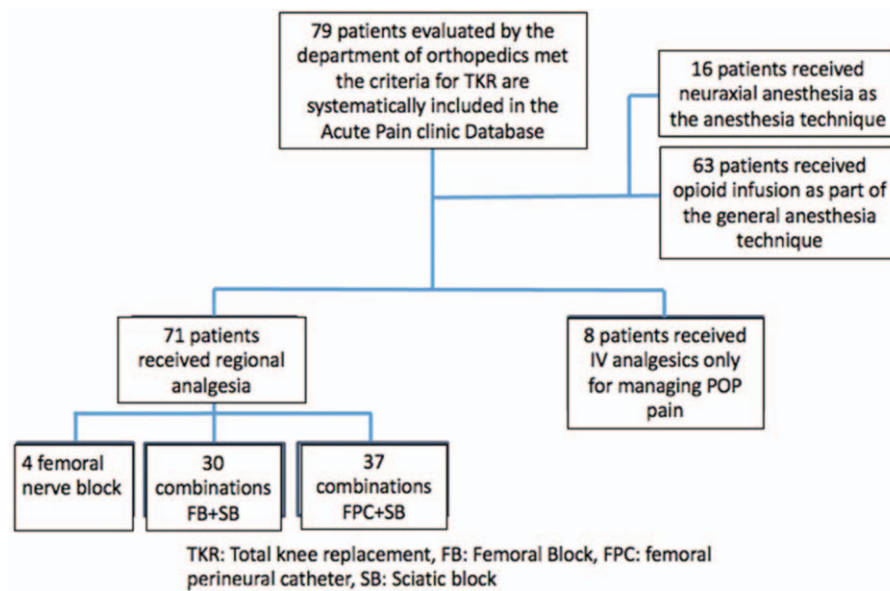 79 patients evaluated by the
department of orthopedics met
the criteria for TKR are
systematically included in the
Acute Pain clinic Database
16 patients received
neuraxial anesthesia as
the anesthesia technique
63 patients received
opioid infusion as part of
the general anesthesia
technique
71 patients
received regional
analgesia
8 patients received
IV analgesics only
for managing POP
pain
4 femoral
nerve block
30
combinations
FB+SB
37
combinations
FPC+SB
TKR: Total knee replacement, FB: Femoral Block, FPC: femoral
perineural catheter, SB: Sciatic block